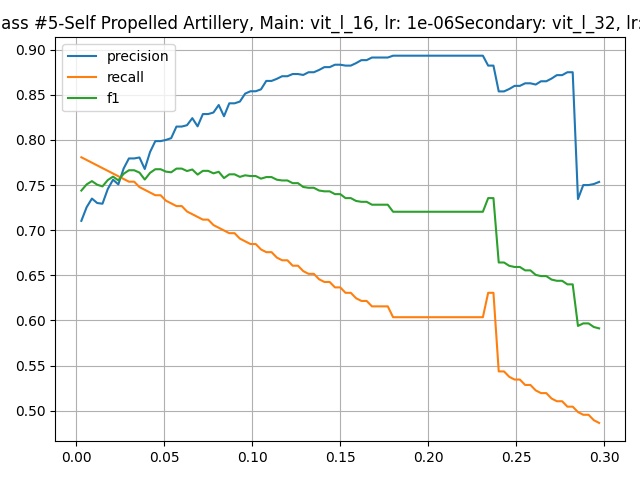 ass #5-Self Propelled Artillery, Main: vit_l_16, lr: 1e-06Secondary: vit_l_32, lr:
precision
recall
f1
0.90
0.85
0.80
0.75
0.70
0.65
0.60
0.55
0.50
0.00 0.05 0.10 0.15 0.20 0.25 0.30